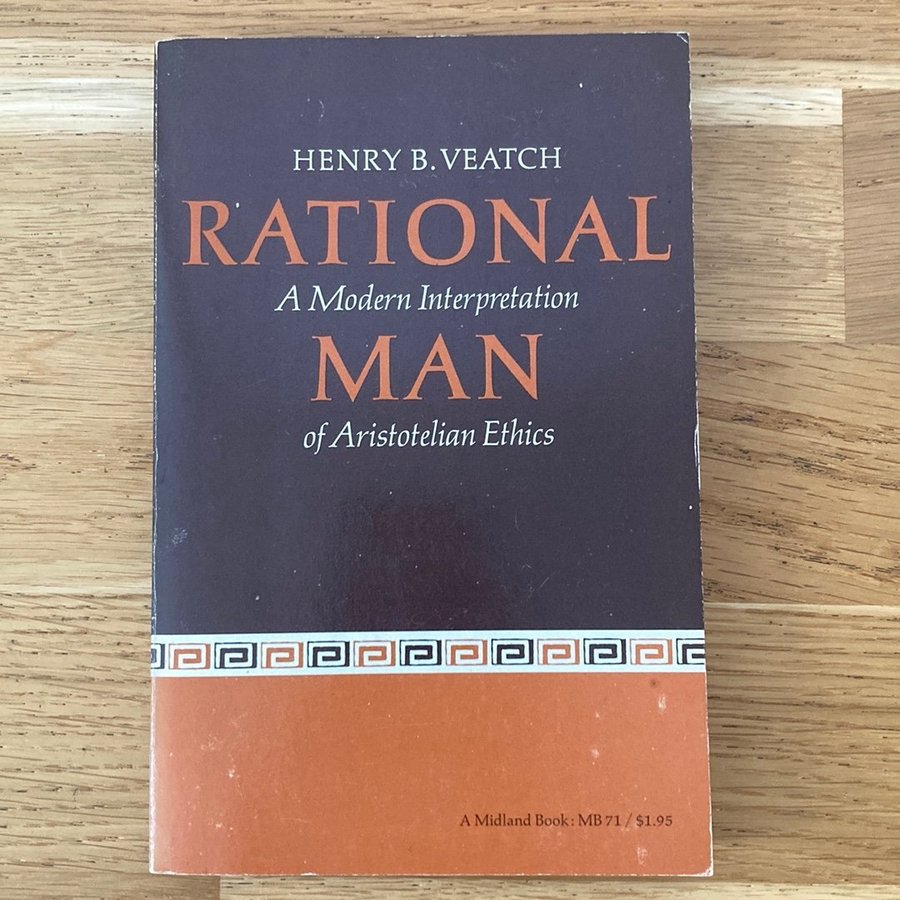 HENRY B. VEATCH
RATIONAL
A Modern Interpretation
MAN
of Aristotelian Ethics
A Midland Book: MB 71 / $1.95